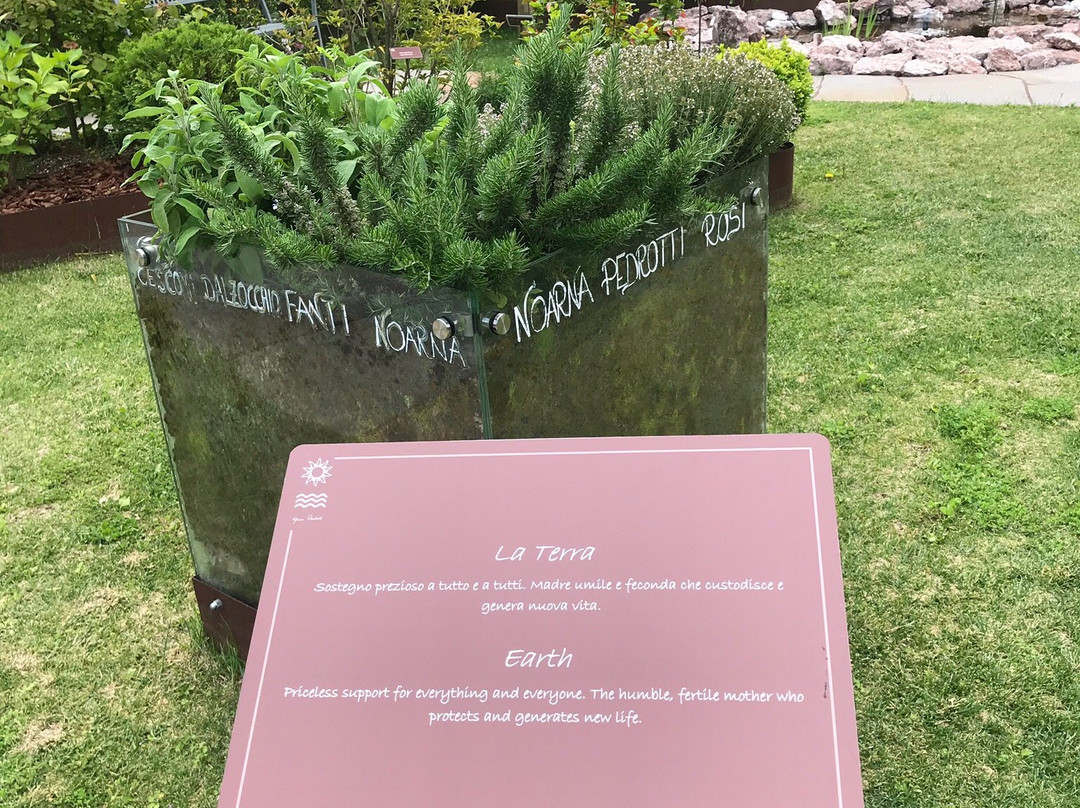 CESCONI DALZOCCHIO FANTI NOARNA
NOARNA PEDROTTI ROSI
La Terra
Sostegno prezioso a tutto e a tutti. Madre umile e feconda che custodisce e
genera nuova vita.
Earth
Priceless support for everything and everyone. The humble, fertile mother who
protects and generates new life.